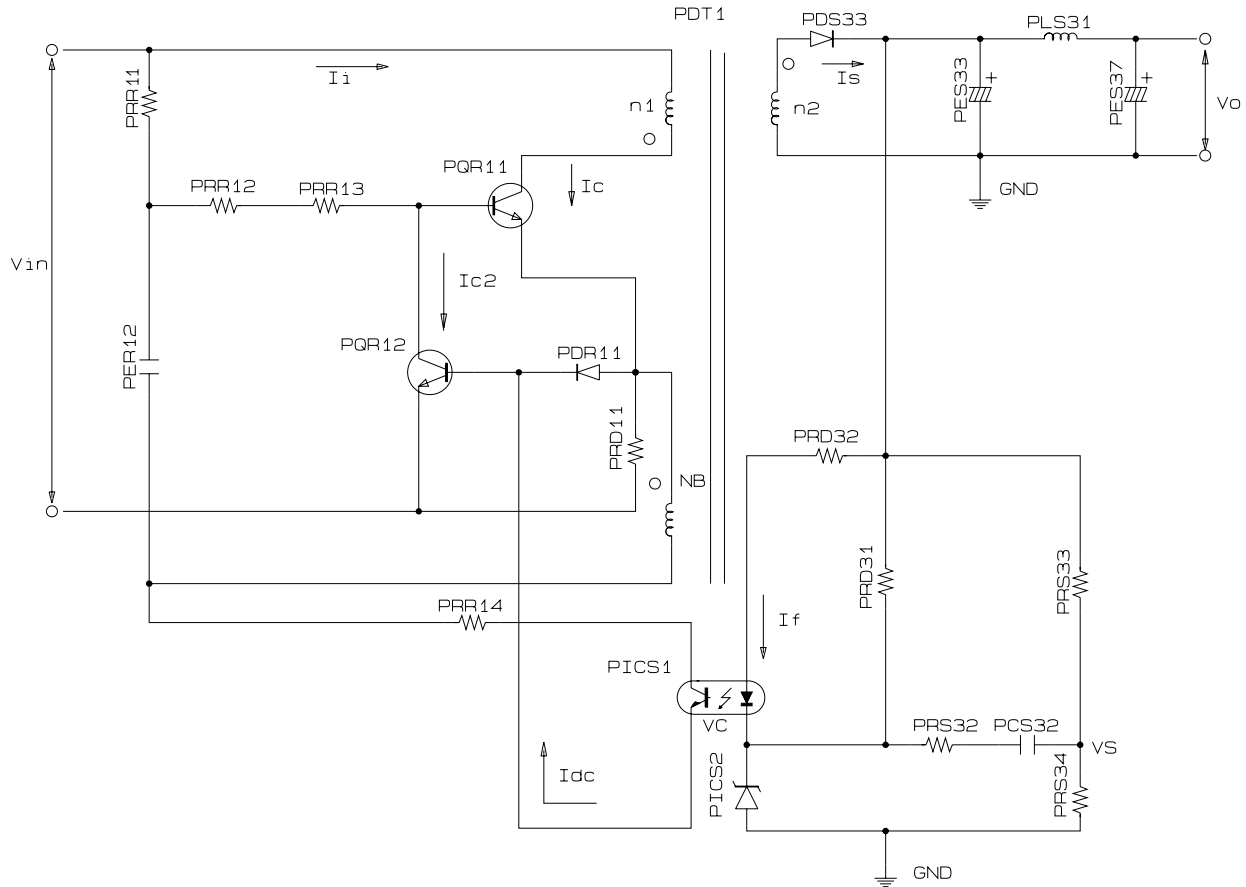 PDT1
PDS33
PLS31
PRR11
Ii
n1
Is
n2
PES33
+
PES37
+
Vo
PQR11
Ic
GND
PRR12
PRR13
Vin
Ic2
PER12
PQR12
PDR11
PRD11
NB
PRD32
PRD31
PRS33
PRR14
If
PICS1
VC
PRS32
PCS32
VS
Idc
PICS2
PRS34
GND